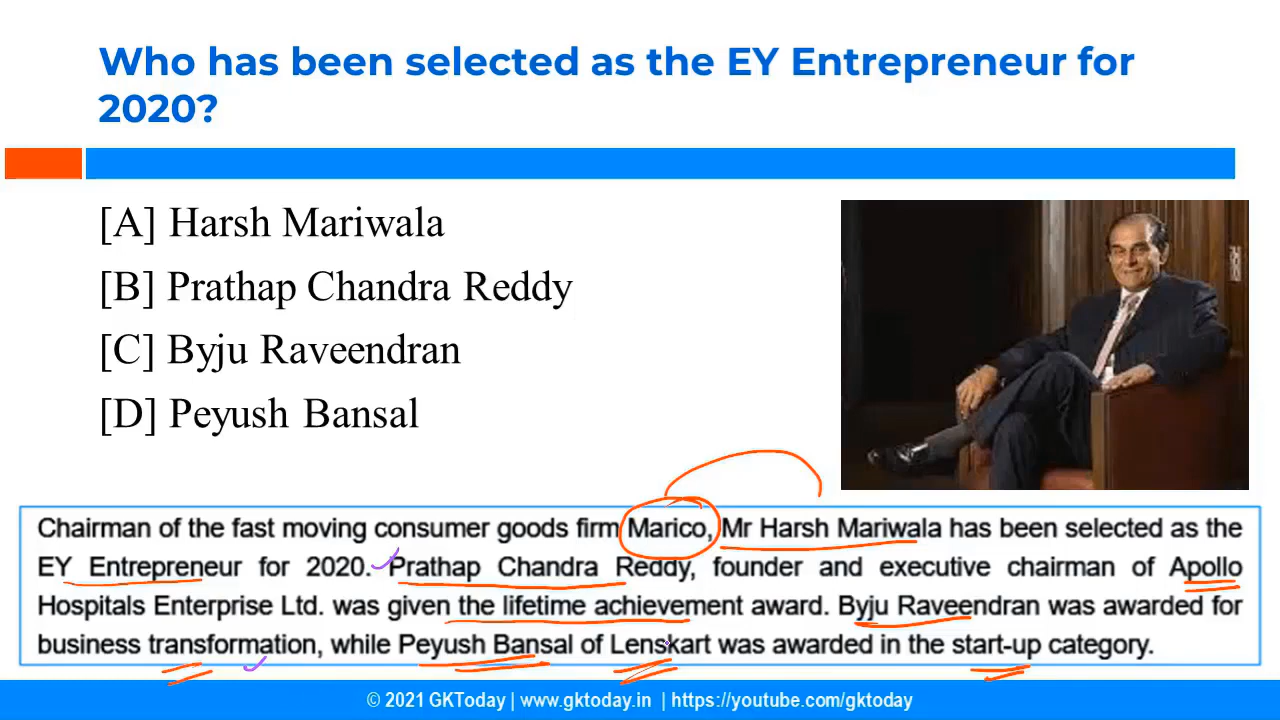 Who has been selected as the EY Entrepreneur for
2020?
[A] Harsh Mariwala
[B] Prathap Chandra Reddy
[C] Byju Raveendran
[D] Peyush Bansal
Chairman of the fast moving consumer goods firm Marico, Mr Harsh Mariwala has been selected as the
EY Entrepreneur for 2020. Prathap Chandra Reddy, founder and executive chairman of Apollo
Hospitals Enterprise Ltd. was given the lifetime achievement award. Byju Raveendran was awarded for
business transformation, while Peyush Bansal of Lenskart was awarded in the start-up category.
© 2021 GKToday | www.gktoday.in | https://youtube.com/gktoday